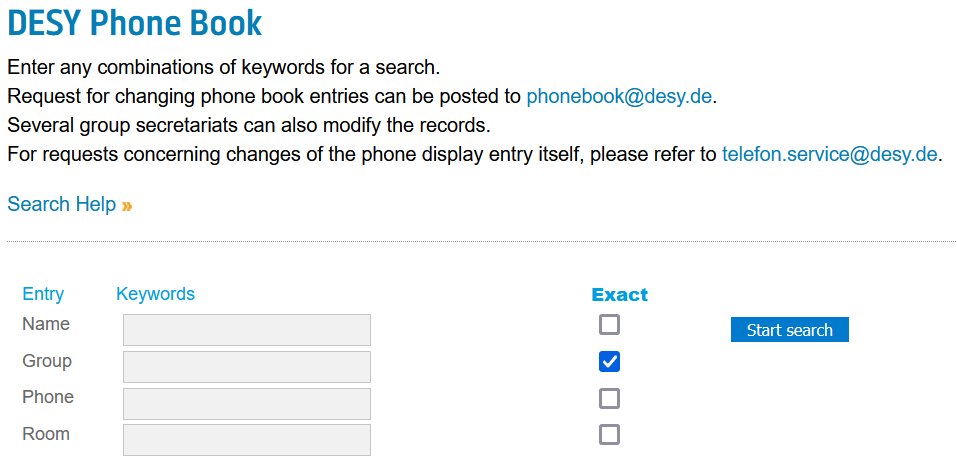 DESY Phone Book
Enter any combinations of keywords for a search.
Request for changing phone book entries can be posted to phonebook@desy.de.
Several group secretariats can also modify the records.
For requests concerning changes of the phone display entry itself, please refer to telefon.service@desy.de.
Search Help »
Entry Keywords Exact
Name Start search
Group
Phone
Room